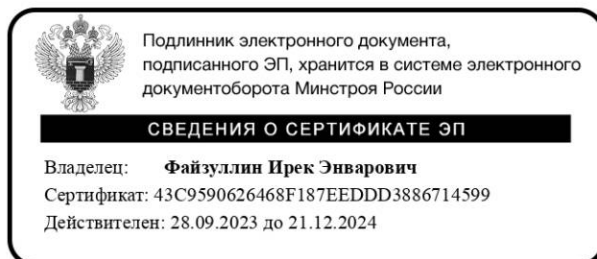 Подлинник электронного документа,
подписанного ЭП, хранится в системе электронного
документоборота Минстроя России
СВЕДЕНИЯ О СЕРТИФИКАТЕ ЭП
Владелец: Файзуллин Ирек Энварович
Сертификат: 43C9590626468F187EEDDD3886714599
Действителен: 28.09.2023 до 21.12.2024